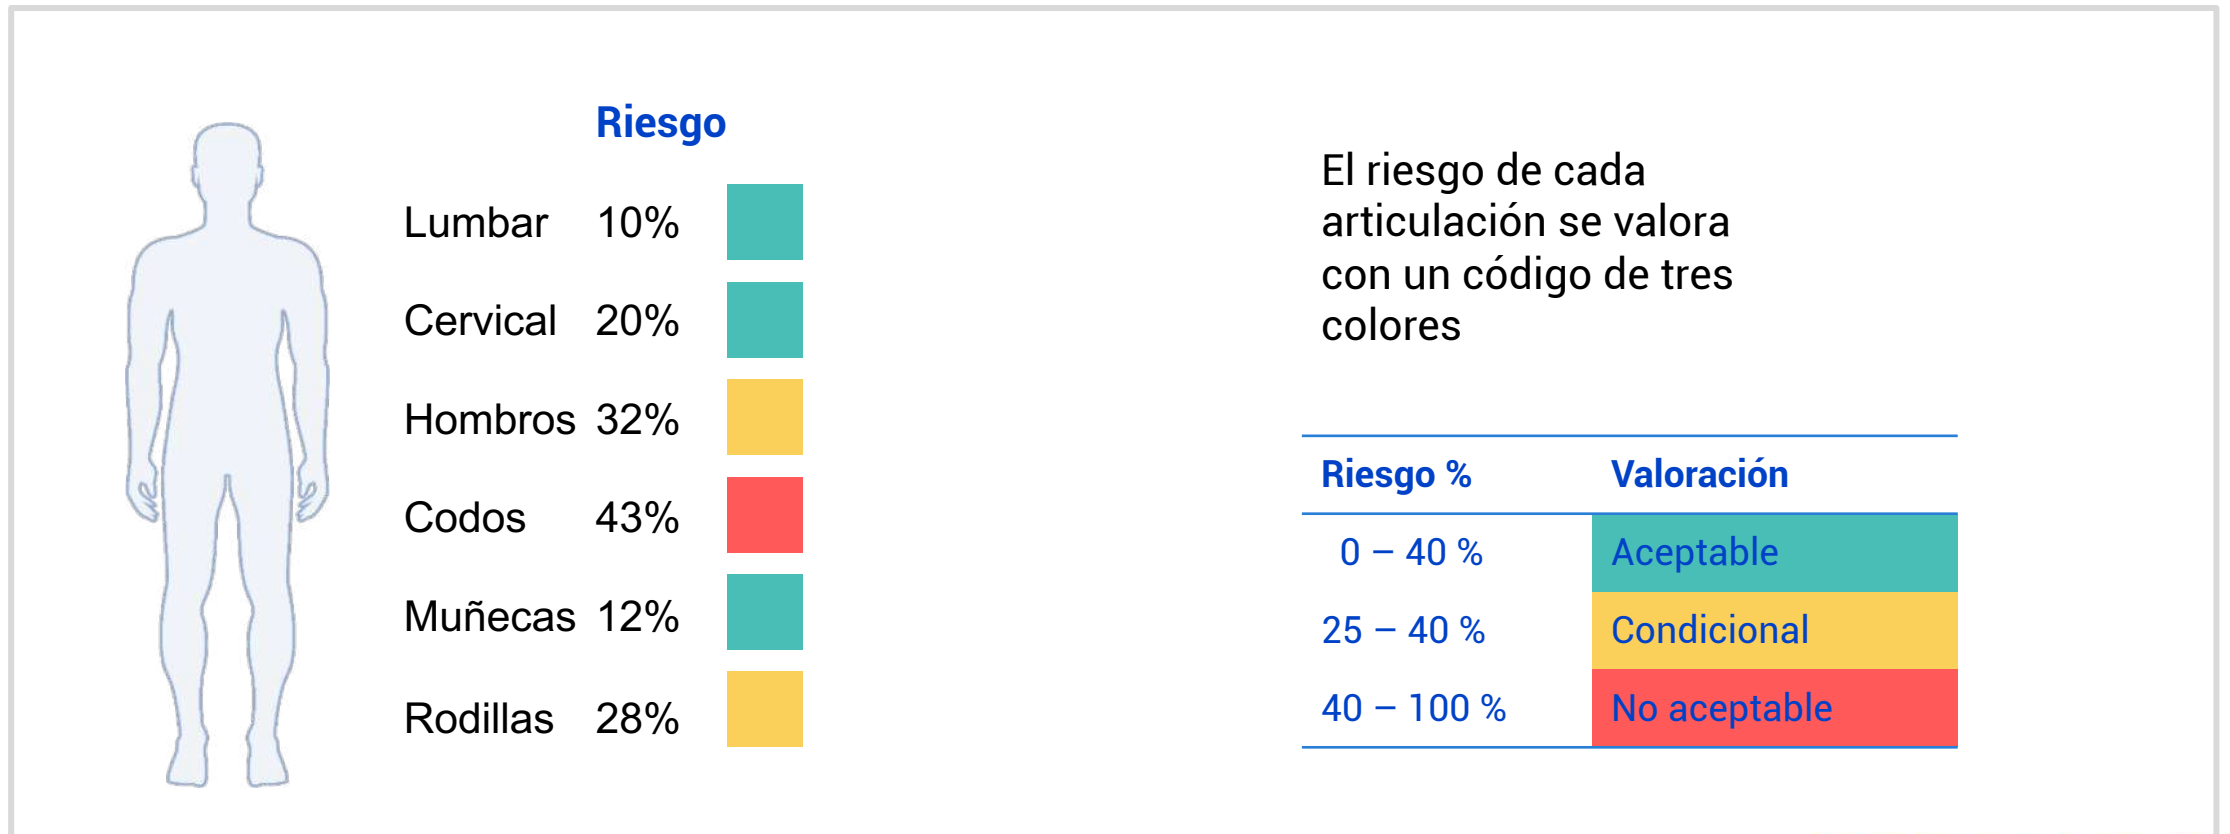 Riesgo
Lumbar 10%
Cervical 20%
Hombros 32%
Codos 43%
Muñecas 12%
Rodillas 28%
El riesgo de cada
articulación se valora
con un código de tres
colores
Riesgo % Valoración
0 – 40 % Aceptable
25 – 40 % Condicional
40 – 100 % No aceptable